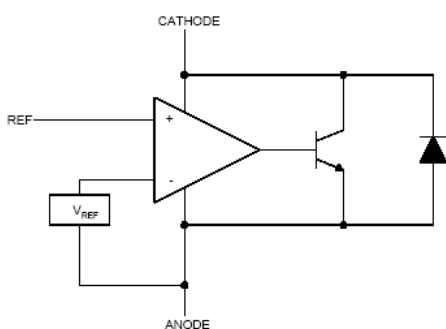 CATHODE
REF
+
-
VREF
ANODE